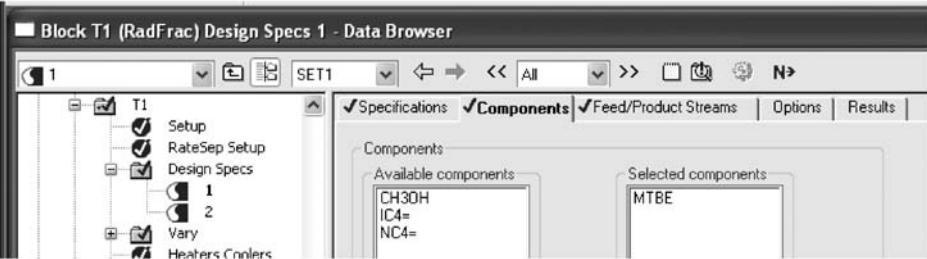 Block T1 (RadFrac) Design Specs 1 - Data Browser
1 SET1 << All >> N>
T1
Setup
RateSep Setup
Design Specs
1
2
Vary
Heaters Coolers
Specifications Components Feed/Product Streams Options Results
Components
Available components
CH3OH
IC4=
NC4=
Selected components
MTBE